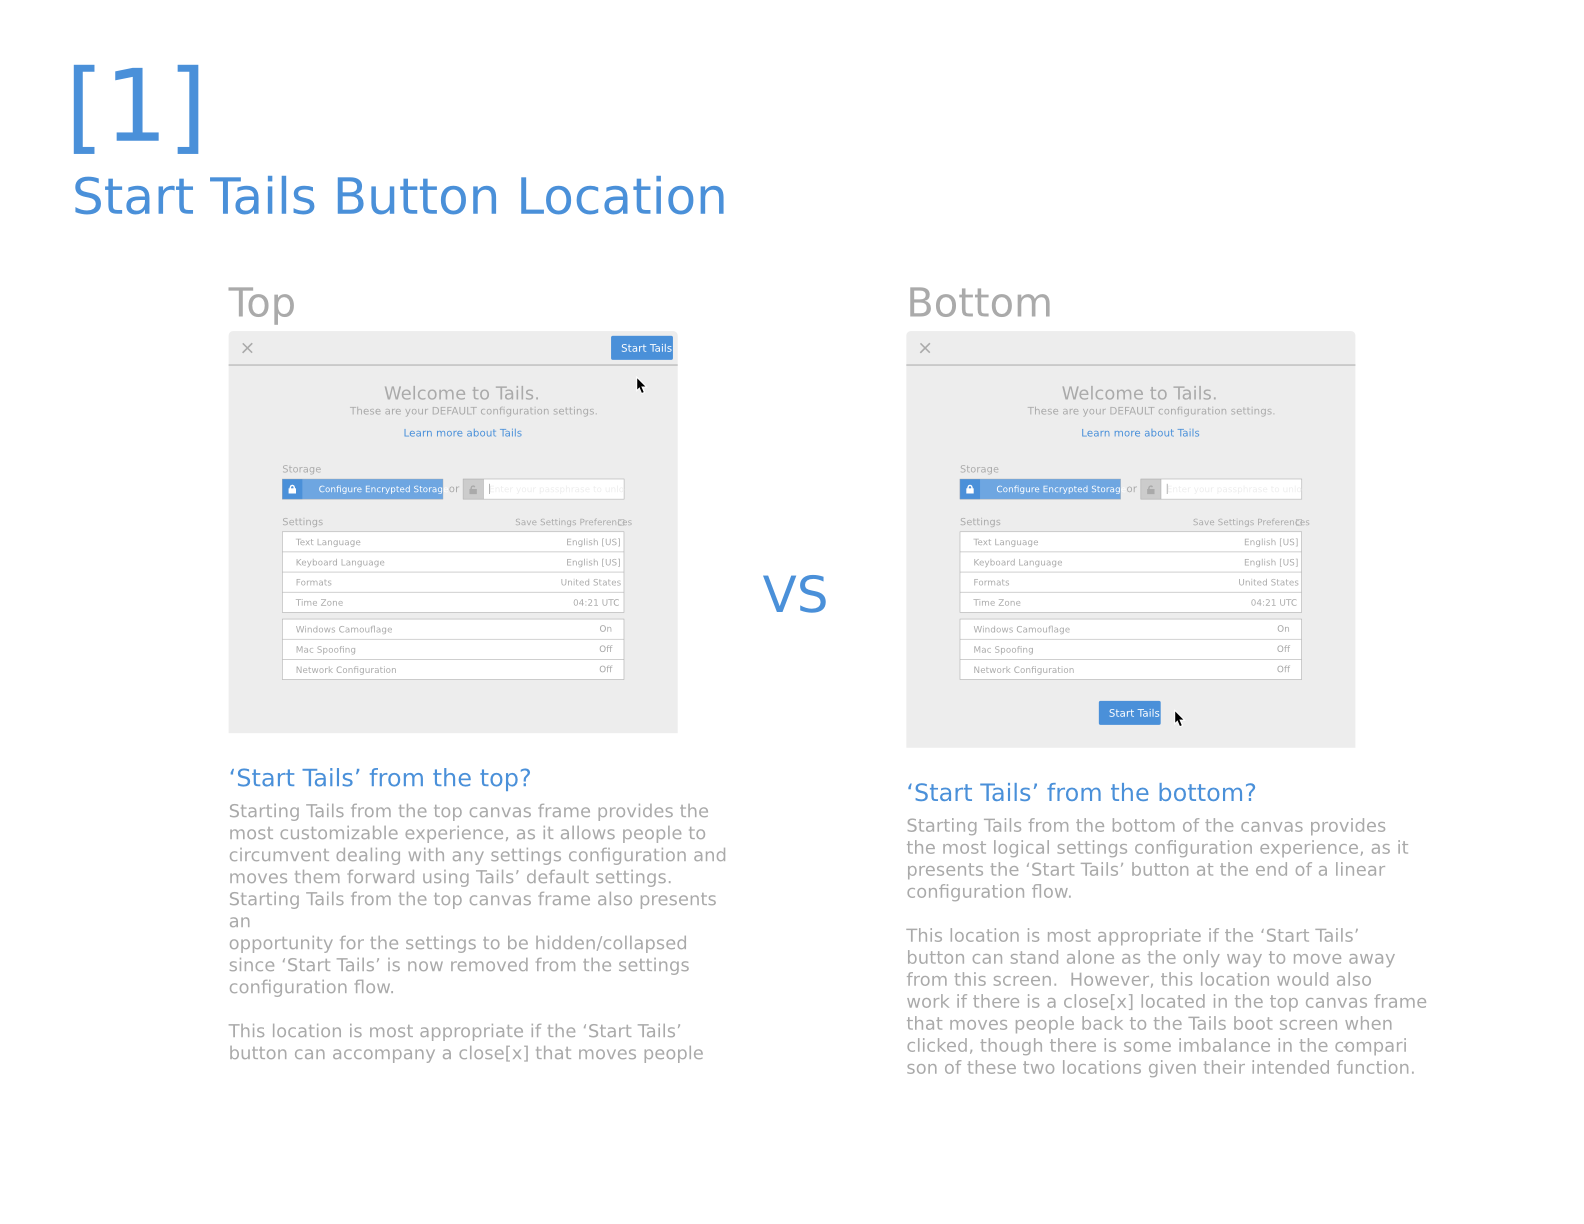 [1]
Start Tails Button Location
Top
Start Tails
Welcome to Tails.
These are your DEFAULT configuration settings.
Learn more about Tails
Storage
Configure Encrypted Storag or Enter your passphrase to unlo
Settings Save Settings Preferences
Text Language English [US]
Keyboard Language English [US]
Formats United States
Time Zone 04:21 UTC
Windows Camouflage On
Mac Spoofing Off
Network Configuration Off
‘Start Tails’ from the top?
Starting Tails from the top canvas frame provides the
most customizable experience, as it allows people to
circumvent dealing with any settings configuration and
moves them forward using Tails’ default settings.
Starting Tails from the top canvas frame also presents
an
opportunity for the settings to be hidden/collapsed
since ‘Start Tails’ is now removed from the settings
configuration flow.
This location is most appropriate if the ‘Start Tails’
button can accompany a close[x] that moves people
VS
Bottom
Welcome to Tails.
These are your DEFAULT configuration settings.
Learn more about Tails
Storage
Configure Encrypted Storag or Enter your passphrase to unlo
Settings Save Settings Preferences
Text Language English [US]
Keyboard Language English [US]
Formats United States
Time Zone 04:21 UTC
Windows Camouflage On
Mac Spoofing Off
Network Configuration Off
Start Tails
‘Start Tails’ from the bottom?
Starting Tails from the bottom of the canvas provides
the most logical settings configuration experience, as it
presents the ‘Start Tails’ button at the end of a linear
configuration flow.
This location is most appropriate if the ‘Start Tails’
button can stand alone as the only way to move away
from this screen.  However, this location would also
work if there is a close[x] located in the top canvas frame
that moves people back to the Tails boot screen when
clicked, though there is some imbalance in the compari
son of these two locations given their intended function.